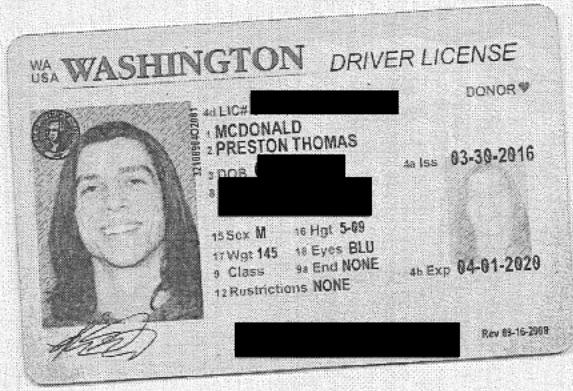 WA USA WASHINGTON DRIVER LICENSE
DONOR
4d LIC#
1 MCDONALD
2 PRESTON THOMAS
3 DOB
4a Iss 03-30-2016
8
15 Sex M 16 Hgt 5-09
17 Wgt 145 18 Eyes BLU
9 Class 9a End NONE
4b Exp 04-01-2020
12 Rustrictions NONE
Rev 09-16-2009